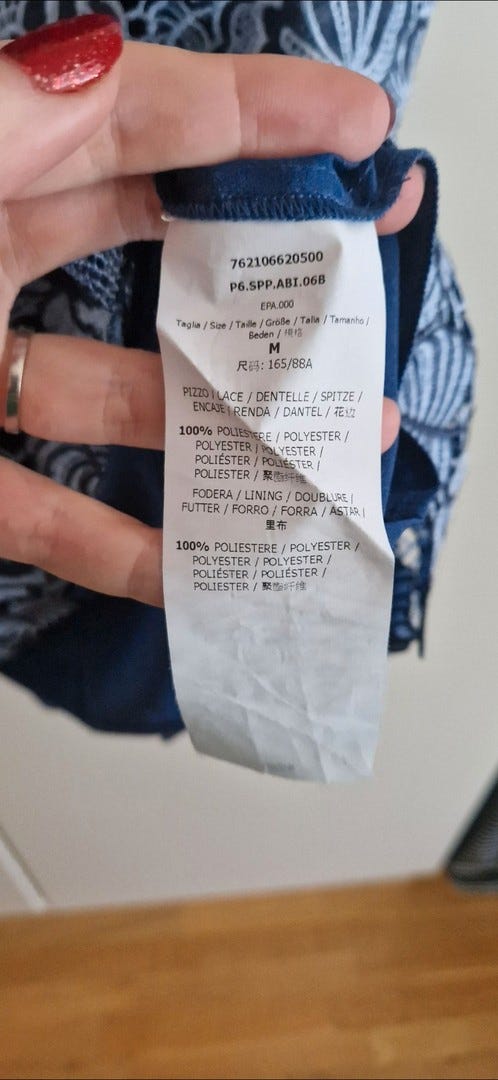 762106620500
P6.SPP.ABI.06B
EPA.000
Taglia / Size / Taille / Größe / Talla / Tamanho /
Beden / 规格
M
尺码: 165/88A
PIZZO / LACE / DENTELLE / SPITZE /
ENCAJE / RENDA / DANTEL / 花边
100% POLIESTERE / POLYESTER /
POLYESTER / POLYESTER /
POLIÉSTER / POLIÉSTER /
POLIESTER / 聚酯纤维
FODERA / LINING / DOUBLURE /
FUTTER / FORRO / FORRA / ASTAR /
里布
100% POLIESTERE / POLYESTER /
POLYESTER / POLYESTER /
POLIÉSTER / POLIÉSTER /
POLIESTER / 聚酯纤维